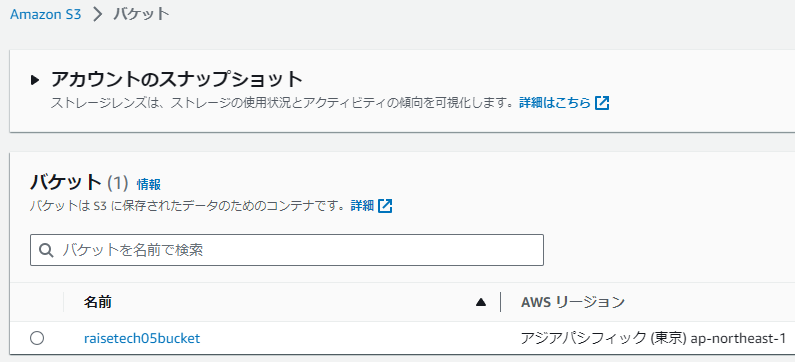 Amazon S3 > バケット
アカウントのスナップショット
ストレージレンズは、ストレージの使用状況とアクティビティの傾向を可視化します。詳細はこちら
バケット (1) 情報
バケットは S3 に保存されたデータのためのコンテナです。詳細
バケットを名前で検索
名前 AWS リージョン
raisetech05bucket アジアパシフィック (東京) ap-northeast-1